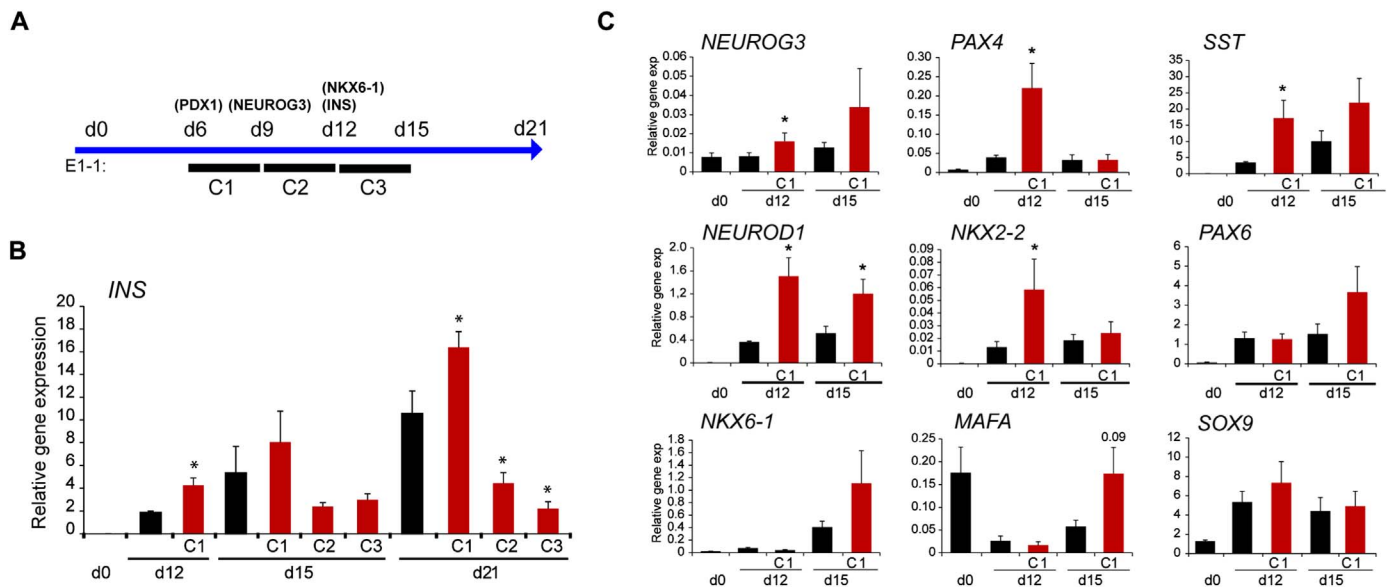 A
(NKX6-1)
(PDX1) (NEUROG3) (INS)
d0 d6 d9 d12 d15 d21
E1-1:
C1 C2 C3
B
INS
Relative gene expression
20
18
16
14
12
10
8
6
4
2
0
* * * *
C1 C1 C2 C3 C1 C2 C3
d0 d12 d15 d21
C
NEUROG3
Relative gene exp
0.06
0.05
0.04
0.03
0.02
0.01
0
*
C1 C1
d0 d12 d15
PAX4
0.30
0.25
0.20
0.15
0.10
0.05
0
*
C1 C1
d0 d12 d15
SST
35
30
25
20
15
10
5
0
*
C1 C1
d0 d12 d15
NEUROD1
Relative gene exp
2.0
1.6
1.2
0.8
0.4
0
* *
C1 C1
d0 d12 d15
NKX2-2
0.09
0.08
0.07
0.06
0.05
0.04
0.03
0.02
0.01
0
*
C1 C1
d0 d12 d15
PAX6
6
5
4
3
2
1
0
C1 C1
d0 d12 d15
NKX6-1
Relative gene exp
1.8
1.6
1.4
1.2
1.0
0.8
0.6
0.4
0.2
0
C1 C1
d0 d12 d15
MAFA
0.25
0.20
0.15
0.10
0.05
0
0.09
C1 C1
d0 d12 d15
SOX9
12
10
8
6
4
2
0
C1 C1
d0 d12 d15